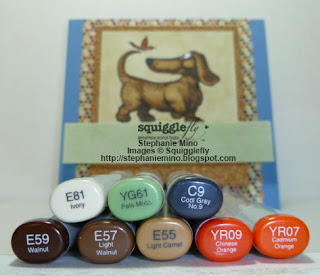 squigglefly
Stephanie Mino
Images © Squigglefly
http://stephaniemino.blogspot.com
E81
Ivory
YG61
Pale Moss
C9
Cool Gray
No.9
E59
Walnut
E57
Light
Walnut
E55
Light Camel
YR09
Chinese
Orange
YR07
Cadmium
Orange